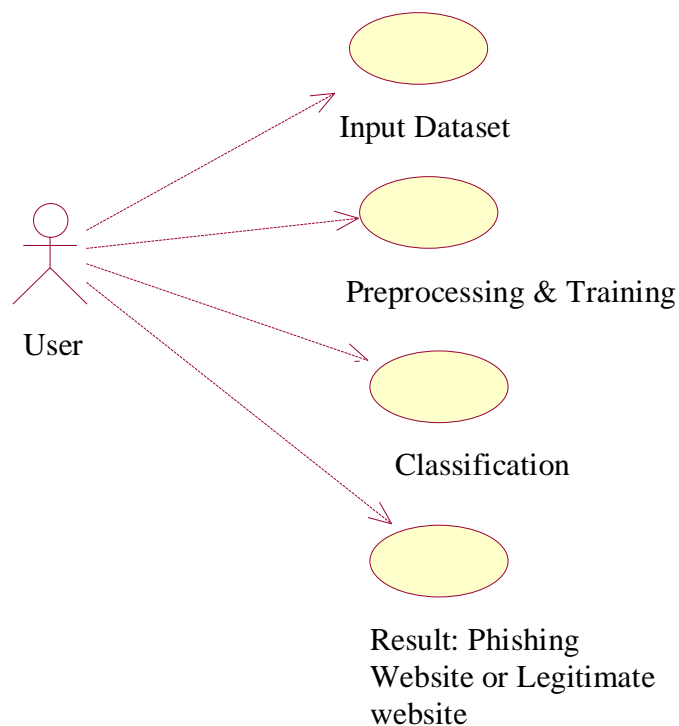 Input Dataset
Preprocessing & Training
User
Classification
Result: Phishing
Website or Legitimate
website